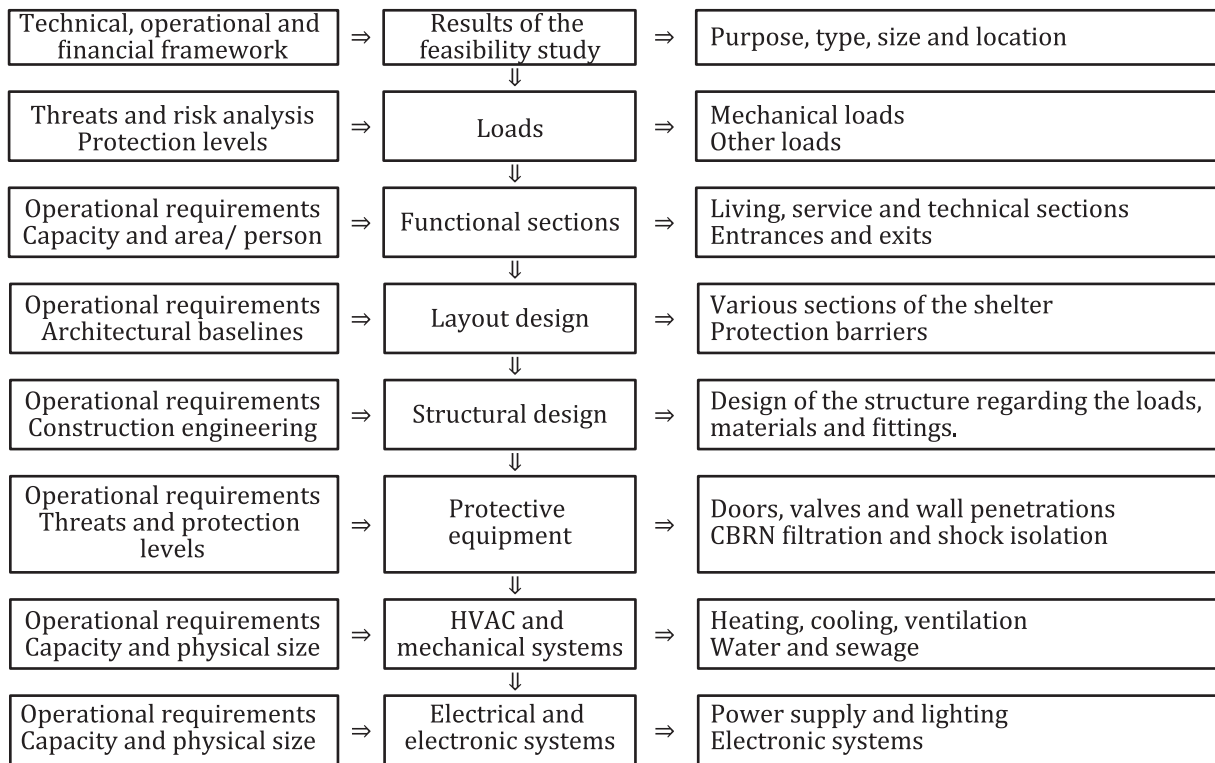 Technical, operational and
financial framework
⇒
Results of the
feasibility study
⇒
Purpose, type, size and location
⇓
Threats and risk analysis
Protection levels
⇒
Loads
⇒
Mechanical loads
Other loads
⇓
Operational requirements
Capacity and area/ person
⇒
Functional sections
⇒
Living, service and technical sections
Entrances and exits
⇓
Operational requirements
Architectural baselines
⇒
Layout design
⇒
Various sections of the shelter
Protection barriers
⇓
Operational requirements
Construction engineering
⇒
Structural design
⇒
Design of the structure regarding the loads,
materials and fittings.
⇓
Operational requirements
Threats and protection
levels
⇒
Protective
equipment
⇒
Doors, valves and wall penetrations
CBRN filtration and shock isolation
⇓
Operational requirements
Capacity and physical size
⇒
HVAC and
mechanical systems
⇒
Heating, cooling, ventilation
Water and sewage
⇓
Operational requirements
Capacity and physical size
⇒
Electrical and
electronic systems
⇒
Power supply and lighting
Electronic systems